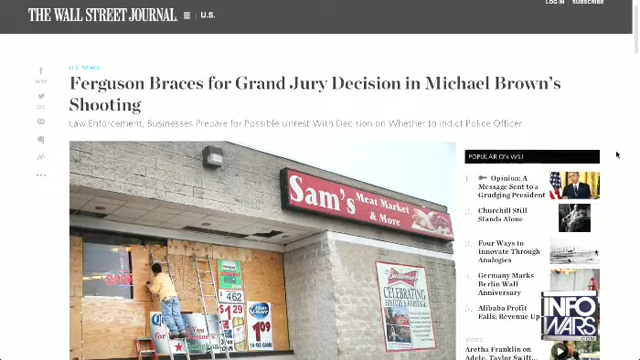 LOG IN SUBSCRIBE
THE WALL STREET JOURNAL. U.S.
U.S. NEWS
Ferguson Braces for Grand Jury Decision in Michael Brown's
Shooting
Law Enforcement, Businesses Prepare for Possible Unrest With Decision on Whether to Indict Police Officer
POPULAR ON WSJ
1. Opinion: A
Message Sent to a
Grudging President
2. Churchill Still
Stands Alone
3. Four Ways to
Innovate Through
Analogies
4. Germany Marks
Berlin Wall
Anniversary
5. Alibaba Profit
Falls; Revenue Up
VIDEO
Aretha Franklin on
Adele, Taylor Swift...
Sam's Meat Market
& More
Budweiser
CELEBRATING
462
$1.29
1.09
INFO
WARS
.COM